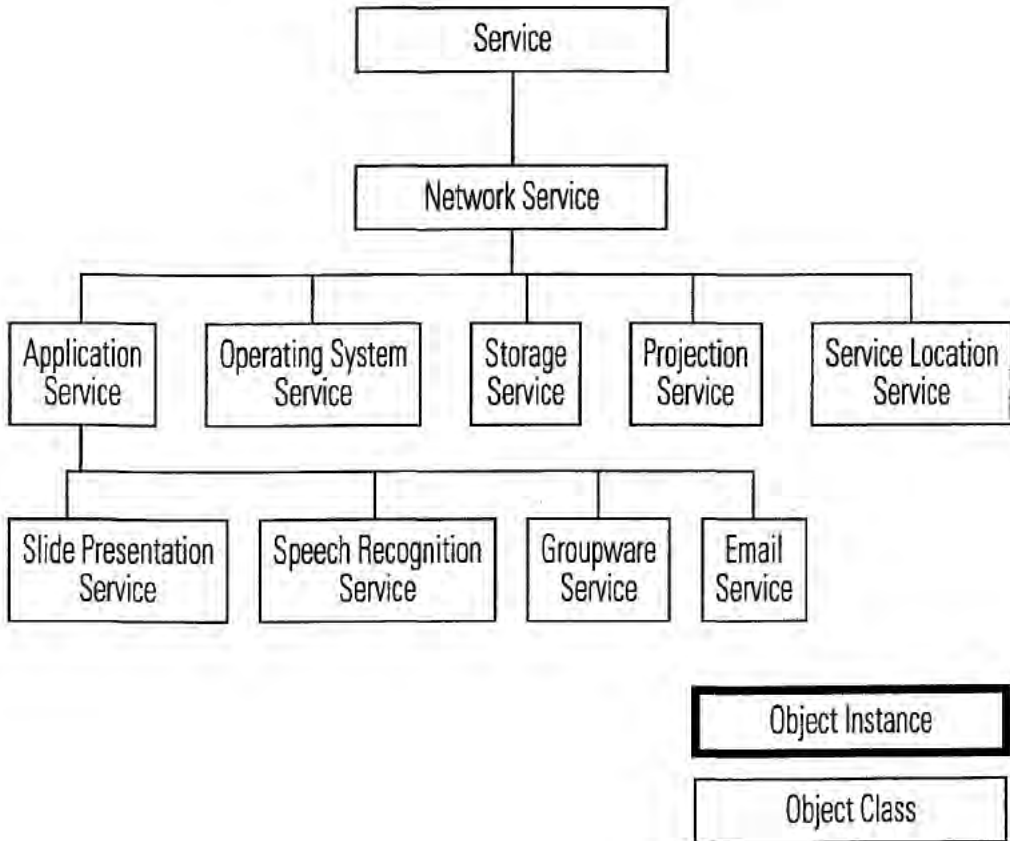 Service
Network Service
Application
Service
Operating System
Service
Storage
Service
Projection
Service
Service Location
Service
Slide Presentation
Service
Speech Recognition
Service
Groupware
Service
Email
Service
Object Instance
Object Class